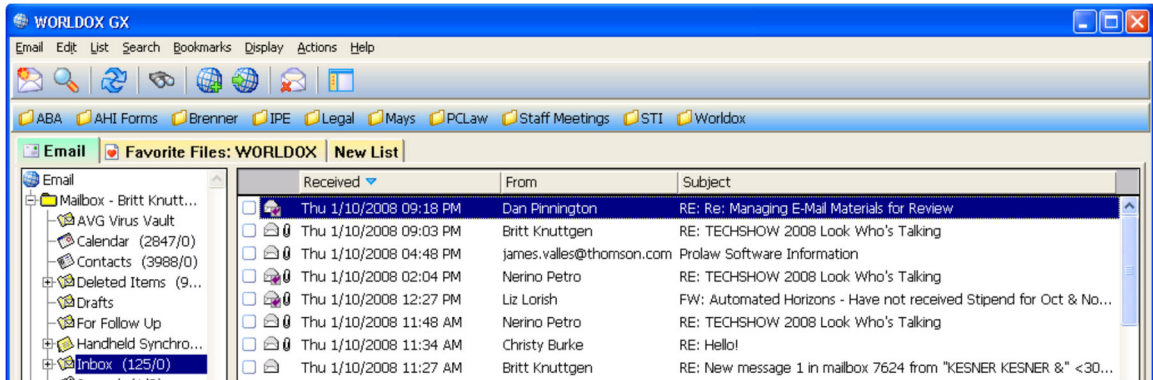 WORLDOX GX
Email Edit List Search Bookmarks Display Actions Help
ABA AHI Forms Brenner IPE Legal Mays PCLaw Staff Meetings STI Worldox
Email Favorite Files: WORLDOX New List
Email
Mailbox - Britt Knutt...
AVG Virus Vault
Calendar (2847/0)
Contacts (3988/0)
Deleted Items (9...
Drafts
For Follow Up
Handheld Synchro...
Inbox (125/0)
Received From Subject
Thu 1/10/2008 09:18 PM Dan Pinnington RE: Re: Managing E-Mail Materials for Review
Thu 1/10/2008 09:03 PM Britt Knuttgen RE: TECHSHOW 2008 Look Who's Talking
Thu 1/10/2008 04:48 PM james.valles@thomson.com Prolaw Software Information
Thu 1/10/2008 02:04 PM Nerino Petro RE: TECHSHOW 2008 Look Who's Talking
Thu 1/10/2008 12:27 PM Liz Lorish FW: Automated Horizons - Have not received Stipend for Oct & No...
Thu 1/10/2008 11:48 AM Nerino Petro RE: TECHSHOW 2008 Look Who's Talking
Thu 1/10/2008 11:34 AM Christy Burke RE: Hello!
Thu 1/10/2008 11:27 AM Britt Knuttgen RE: New message 1 in mailbox 7624 from "KESNER KESNER &" <30...